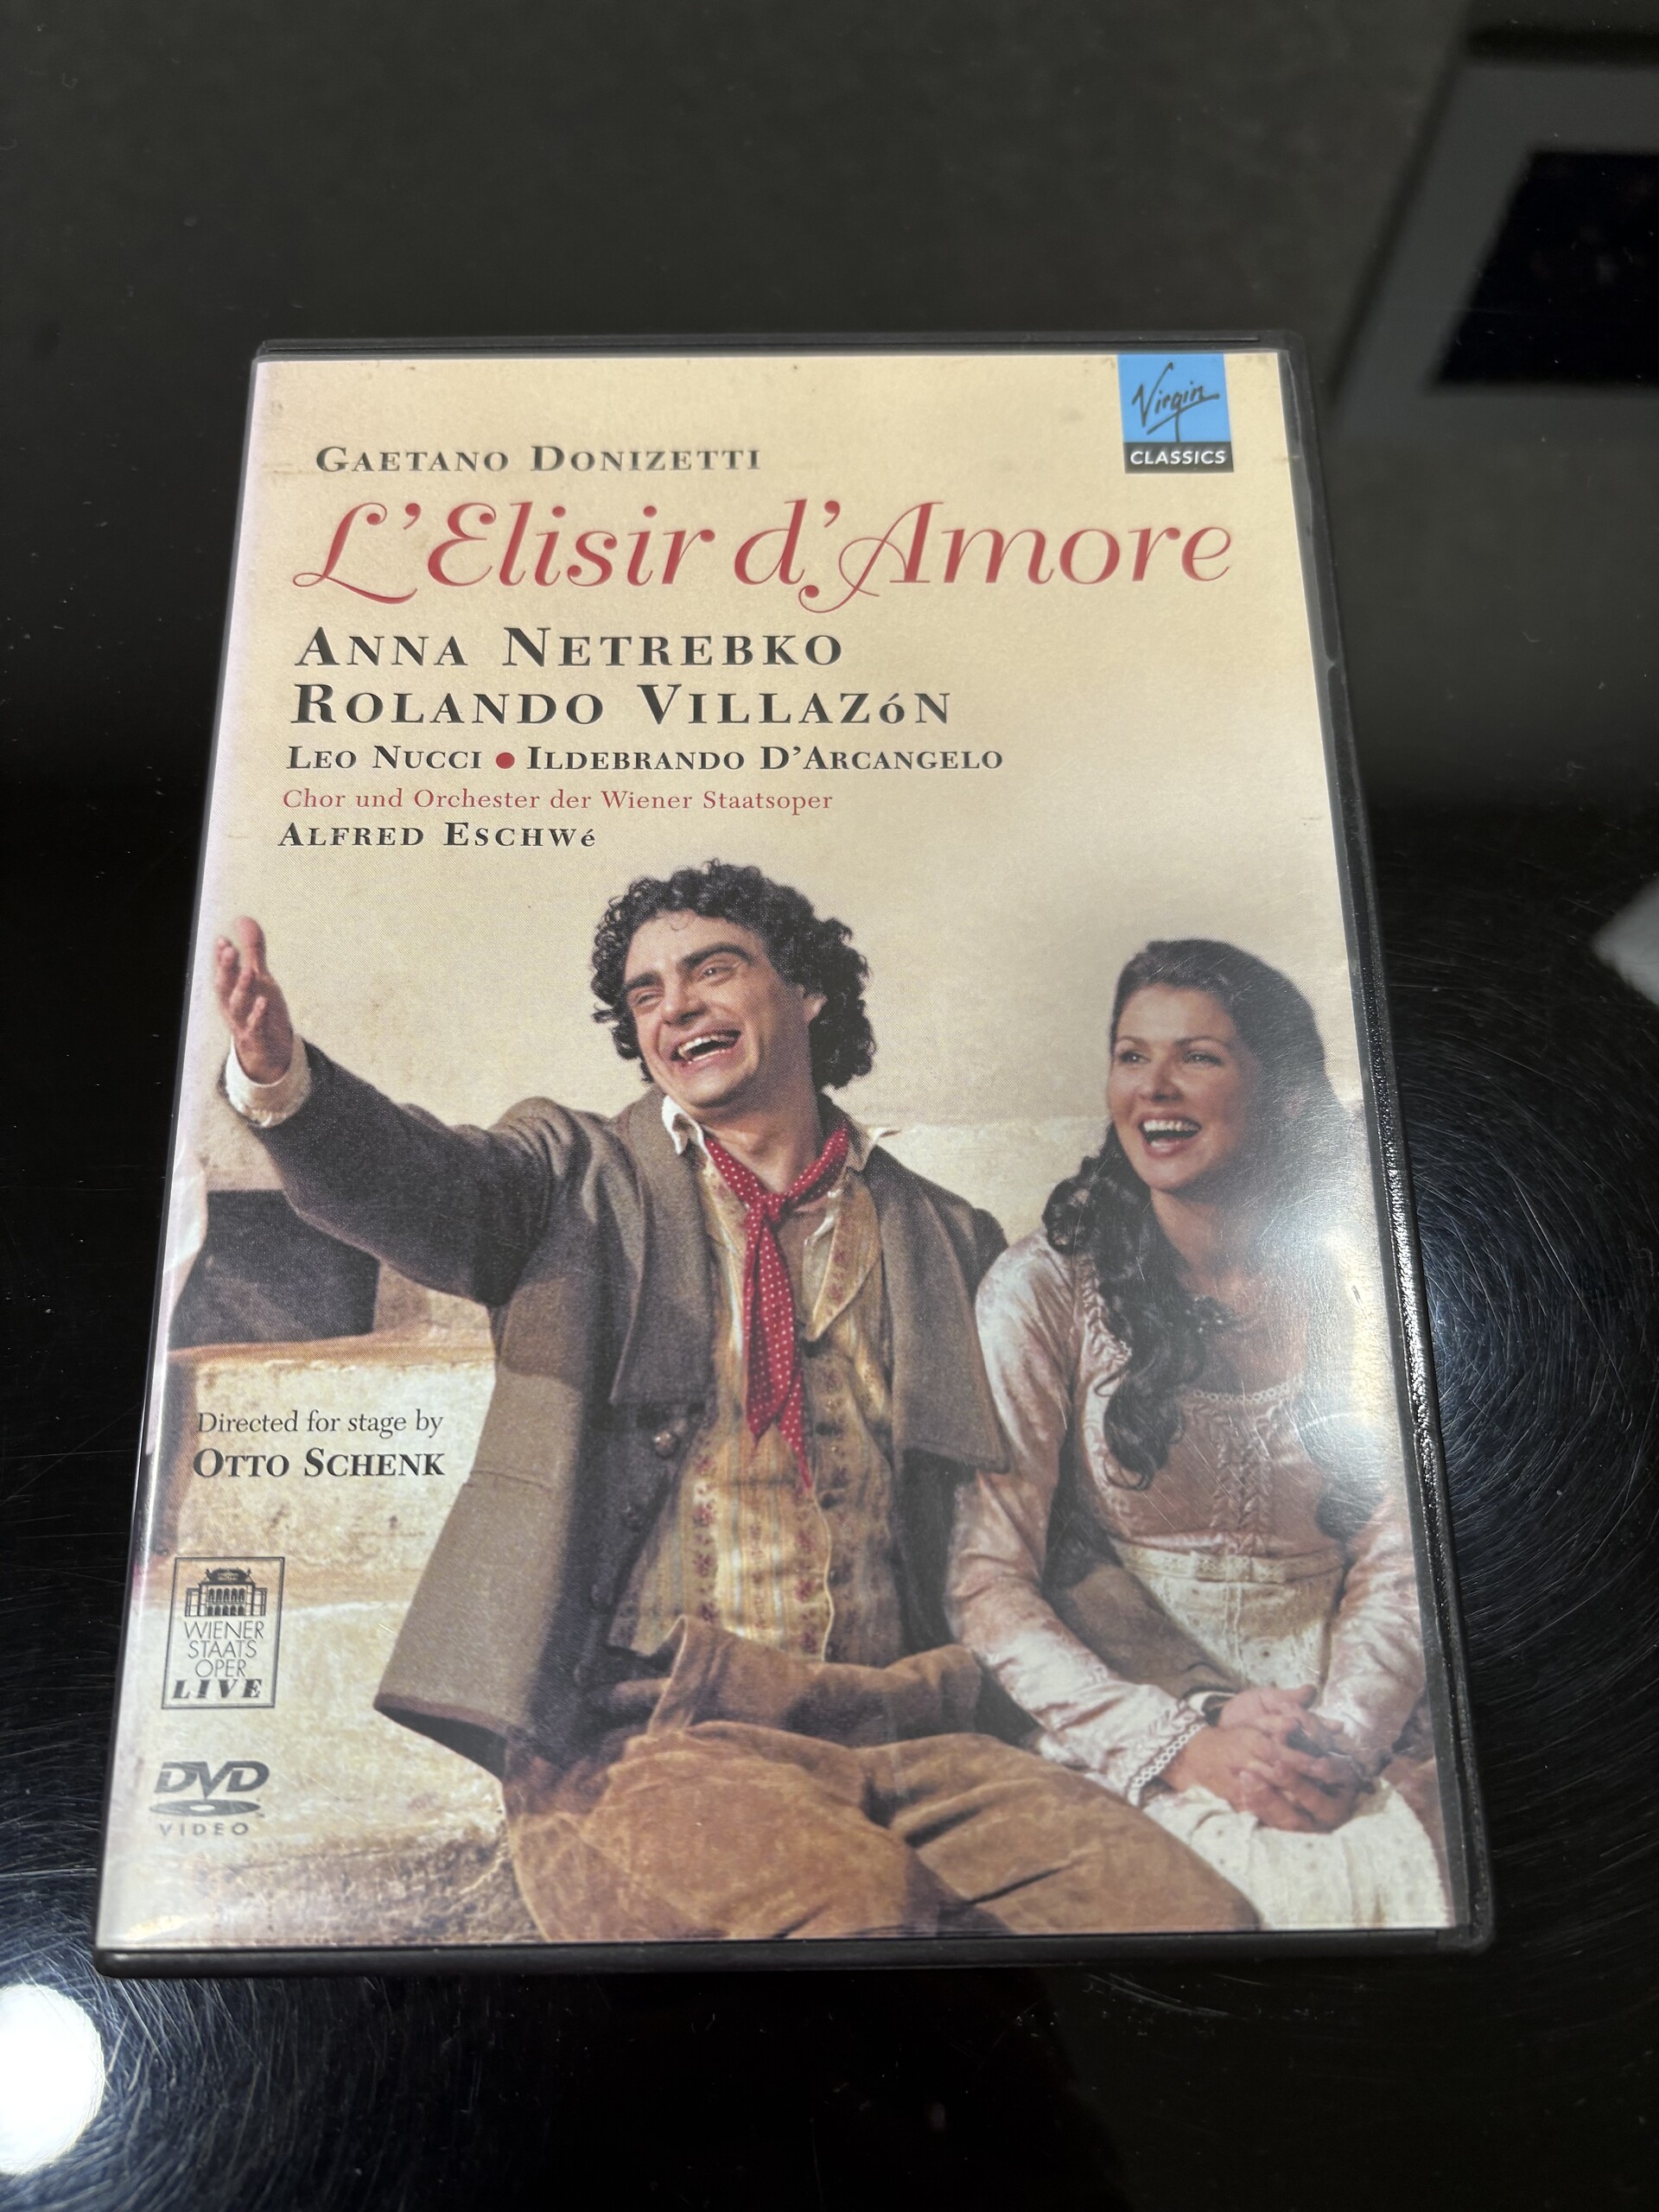 Virgin
CLASSICS
GAETANO DONIZETTI
L'Elisir d'Amore
ANNA NETREBKO
ROLANDO VILLAZóN
LEO NUCCI • ILDEBRANDO D'ARCANGELO
Chor und Orchester der Wiener Staatsoper
ALFRED ESCHWé
Directed for stage by
OTTO SCHENK
WIENER
STAATS
OPER
LIVE
DVD
VIDEO